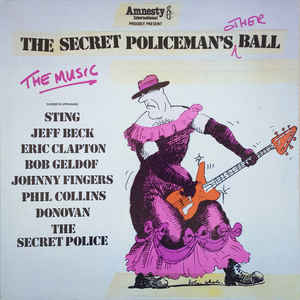 Amnesty
International
PROUDLY PRESENT
OTHER
THE SECRET POLICEMAN'S BALL
THE MUSIC
STING
JEFF BECK
ERIC CLAPTON
BOB GELDOF
JOHNNY FINGERS
PHIL COLLINS
DONOVAN
THE
SECRET POLICE